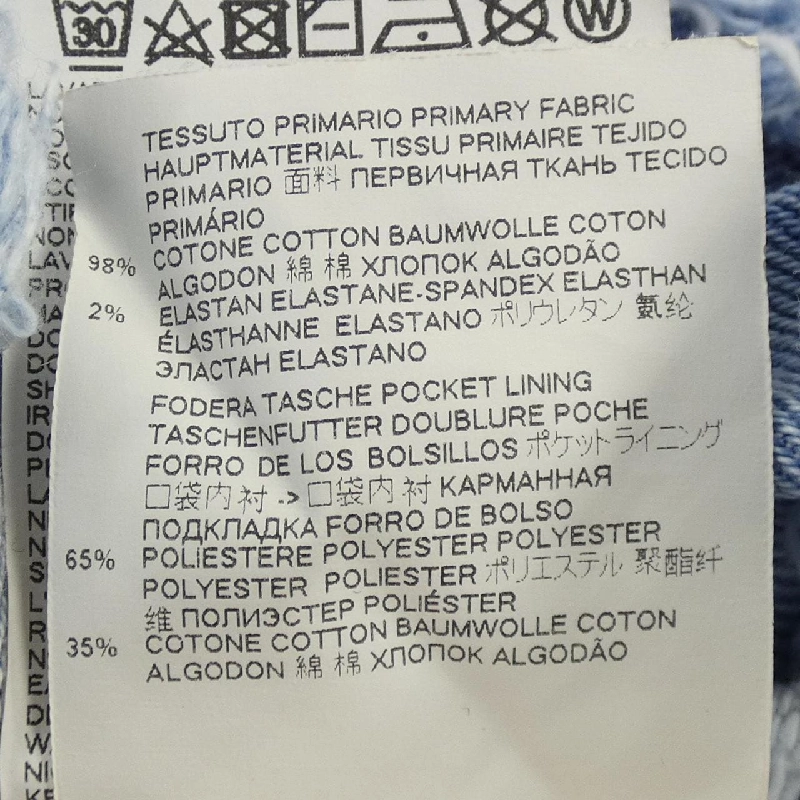 30
W
TESSUTO PRIMARIO PRIMARY FABRIC
HAUPTMATERIAL TISSU PRIMAIRE TEJIDO
PRIMARIO 面料 ПЕРВИЧНАЯ ТКАНЬ TECIDO
PRIMÁRIO
98% COTONE COTTON BAUMWOLLE COTON
ALGODON 綿 棉 ХЛОПОК ALGODÃO
2% ELASTAN ELASTANE-SPANDEX ELASTHAN
ÉLASTHANNE ELASTANO ポリウレタン 氨纶
ЭЛАСТАН ELASTANO
FODERA TASCHE POCKET LINING
TASCHENFUTTER DOUBLURE POCHE
FORRO DE LOS BOLSILLOS ポケットライニング
口袋内衬 -> 口袋内衬 КАРМАННАЯ
ПОДКЛАДКА FORRO DE BOLSO
65% POLIESTERE POLYESTER POLYESTER
POLYESTER POLIESTER ポリエステル 聚酯纤
维 ПОЛИЭСТЕР POLIÉSTER
35% COTONE COTTON BAUMWOLLE COTON
ALGODON 綿 棉 ХЛОПОК ALGODÃO